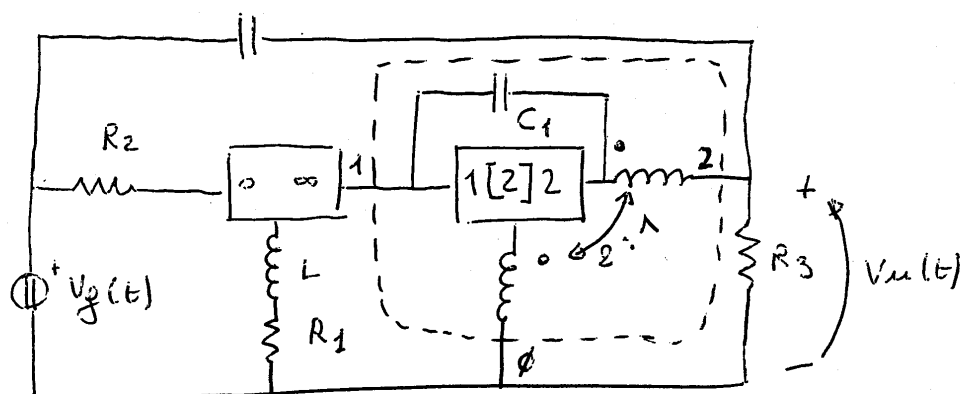 R2
C1
1
2
o ∞
1[2]2
2:1
L
R1
ø
+ Vg(t)
R3
+
Vu(t)
-